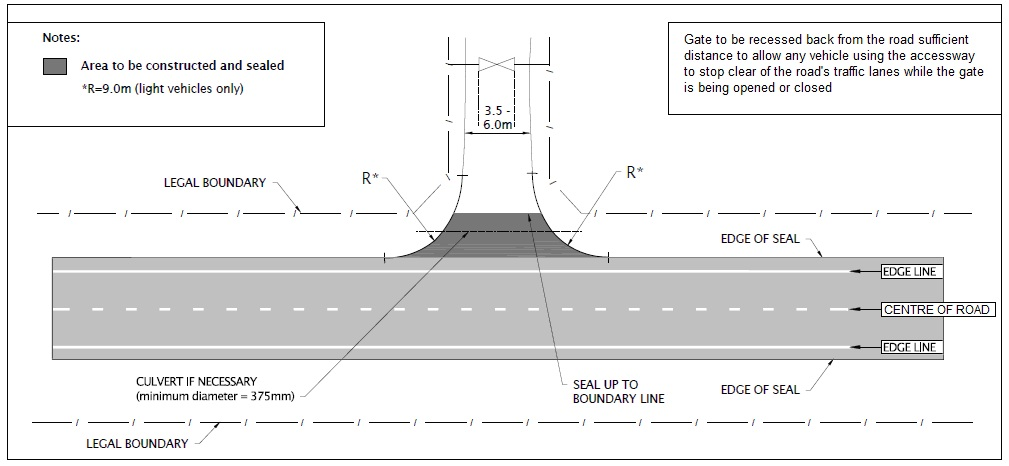 Notes:
Area to be constructed and sealed
*R=9.0m (light vehicles only)
Gate to be recessed back from the road sufficient
distance to allow any vehicle using the accessway
to stop clear of the road's traffic lanes while the gate
is being opened or closed
3.5 -
6.0m
R*
R*
LEGAL BOUNDARY
EDGE OF SEAL
EDGE LINE
CENTRE OF ROAD
EDGE LINE
CULVERT IF NECESSARY
(minimum diameter = 375mm)
SEAL UP TO
BOUNDARY LINE
EDGE OF SEAL
LEGAL BOUNDARY